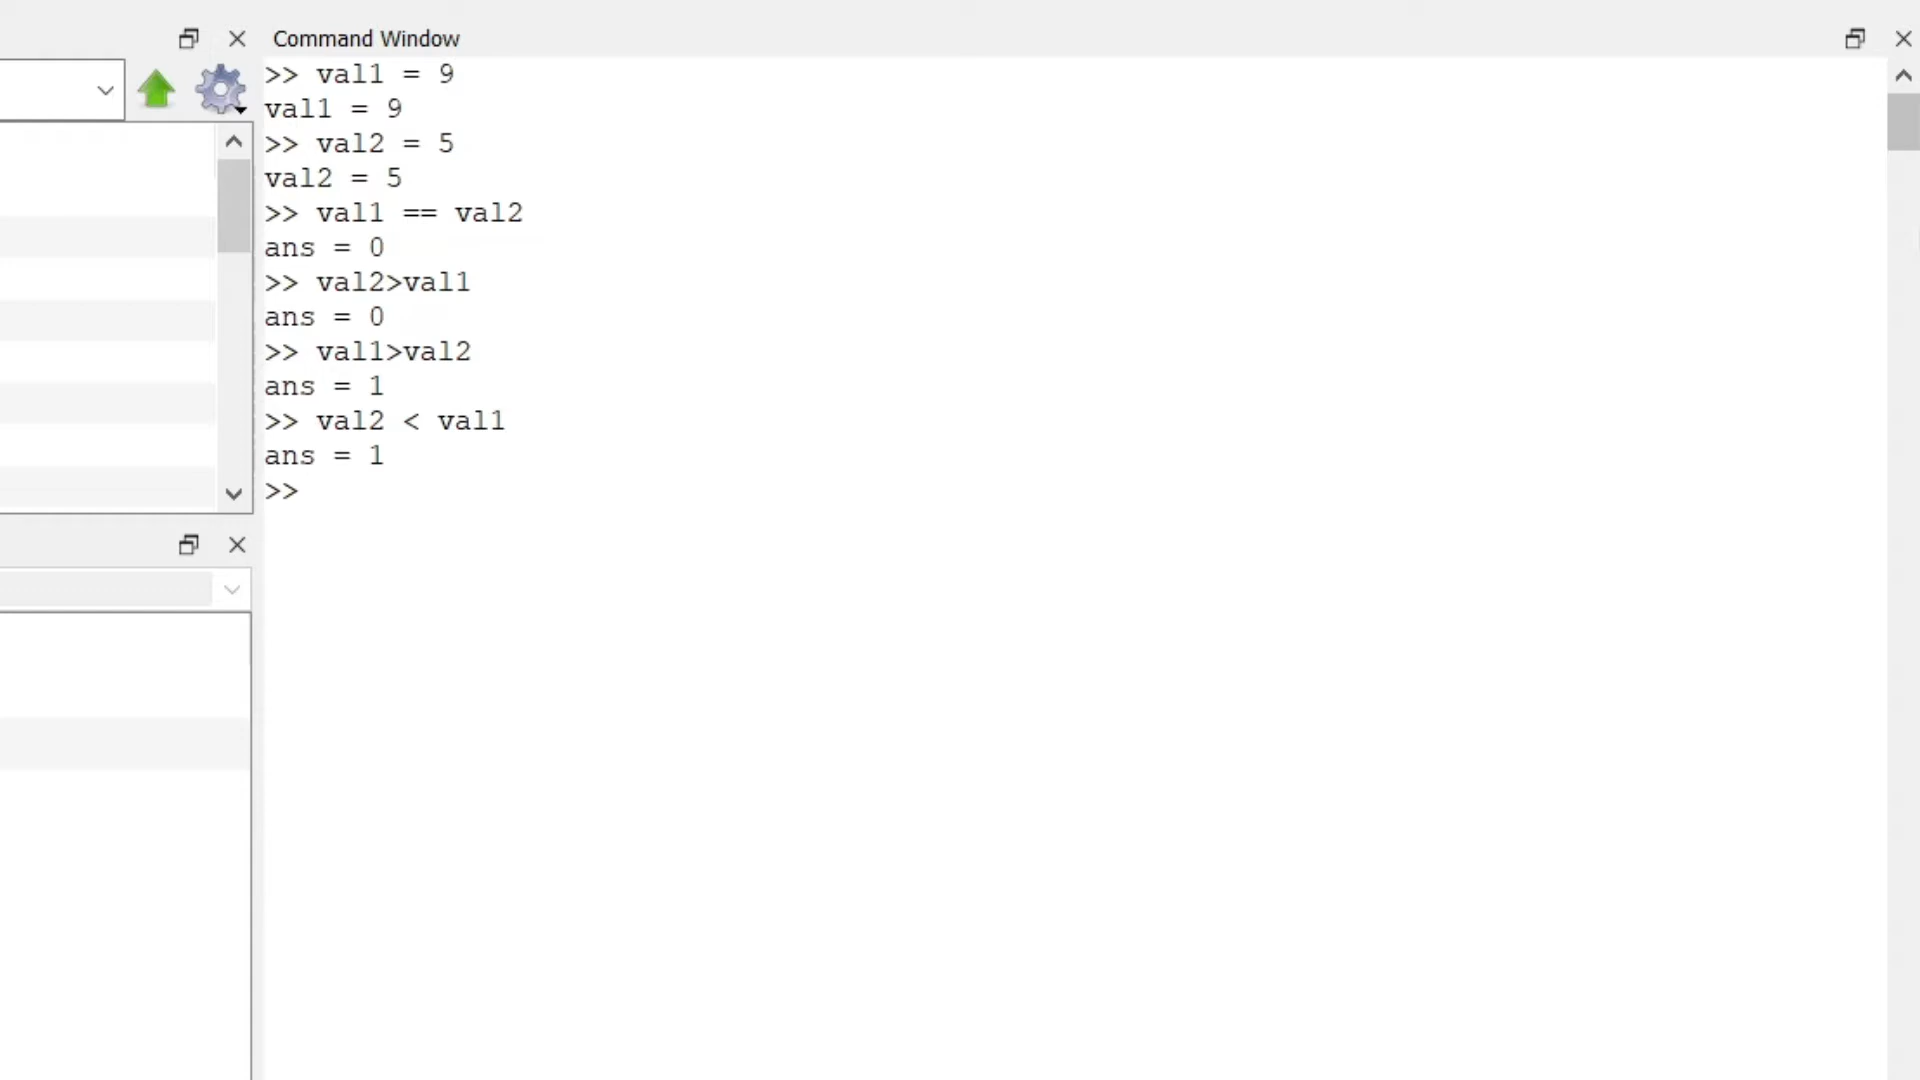 Command Window
>> val1 = 9
val1 = 9
>> val2 = 5
val2 = 5
>> val1 == val2
ans = 0
>> val2>val1
ans = 0
>> val1>val2
ans = 1
>> val2 < val1
ans = 1
>>